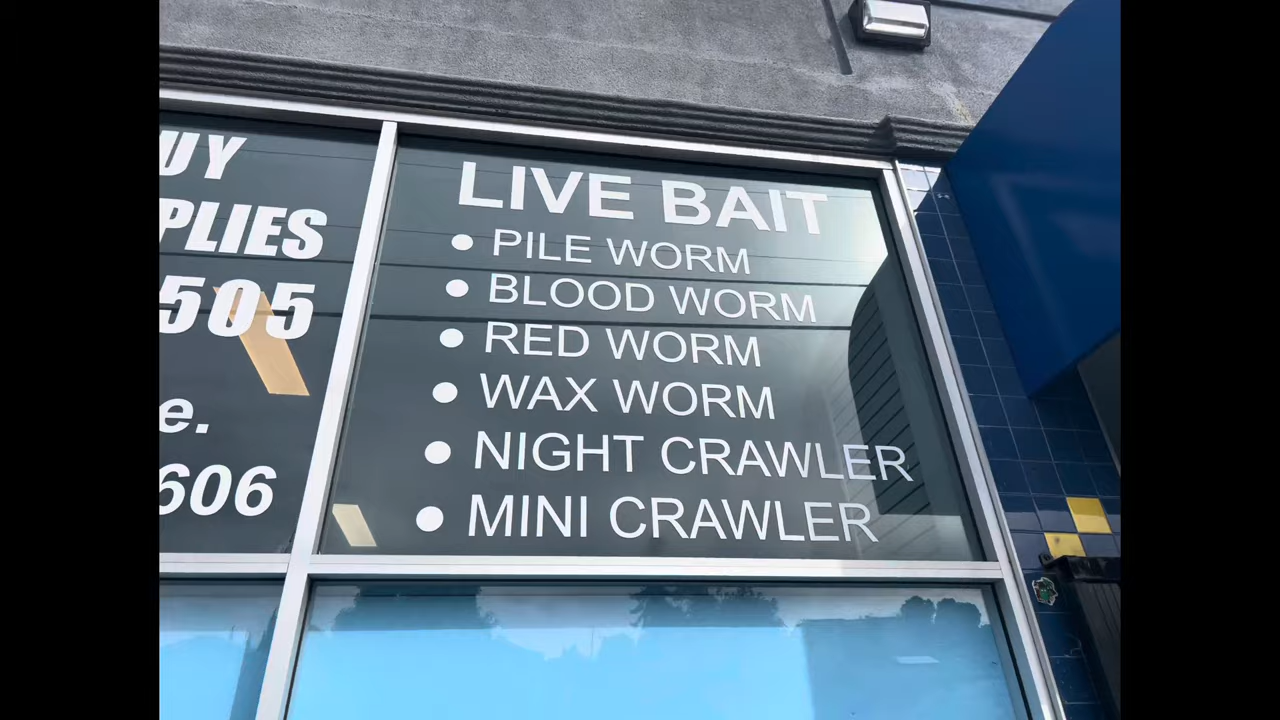 UY
PLIES
505
e.
606
LIVE BAIT
• PILE WORM
• BLOOD WORM
• RED WORM
• WAX WORM
• NIGHT CRAWLER
• MINI CRAWLER